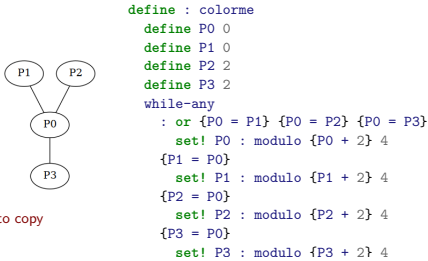 define : colorme
define P0 0
define P1 0
define P2 2
define P3 2
while-any
: or {P0 = P1} {P0 = P2} {P0 = P3}
set! P0 : modulo {P0 + 2} 4
{P1 = P0}
set! P1 : modulo {P1 + 2} 4
{P2 = P0}
set! P2 : modulo {P2 + 2} 4
{P3 = P0}
set! P3 : modulo {P3 + 2} 4
P1 P2
P0
P3
to copy